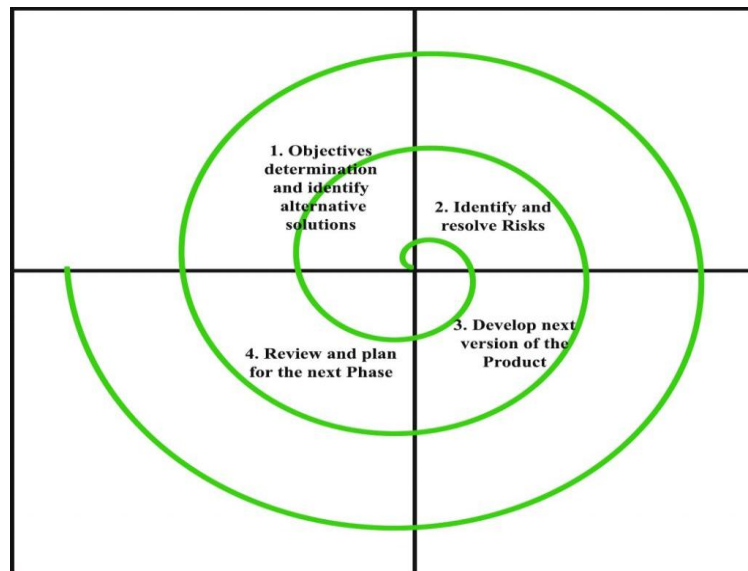 1. Objectives
determination
and identify
alternative
solutions
2. Identify and
resolve Risks
3. Develop next
version of the
Product
4. Review and plan
for the next Phase